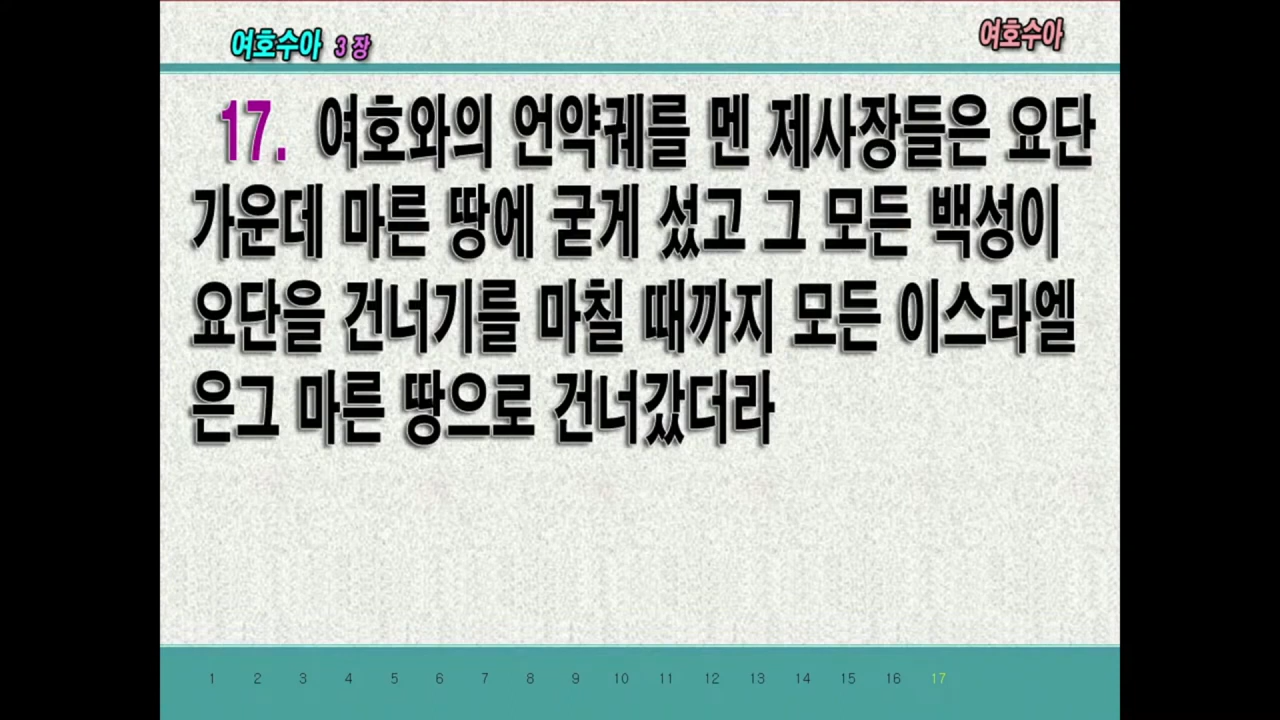 여호수아 3 장
여호수아
17. 여호와의 언약궤를 멘 제사장들은 요단
가운데 마른 땅에 굳게 섰고 그 모든 백성이
요단을 건너기를 마칠 때까지 모든 이스라엘
은그 마른 땅으로 건너갔더라
1 2 3 4 5 6 7 8 9 10 11 12 13 14 15 16 17